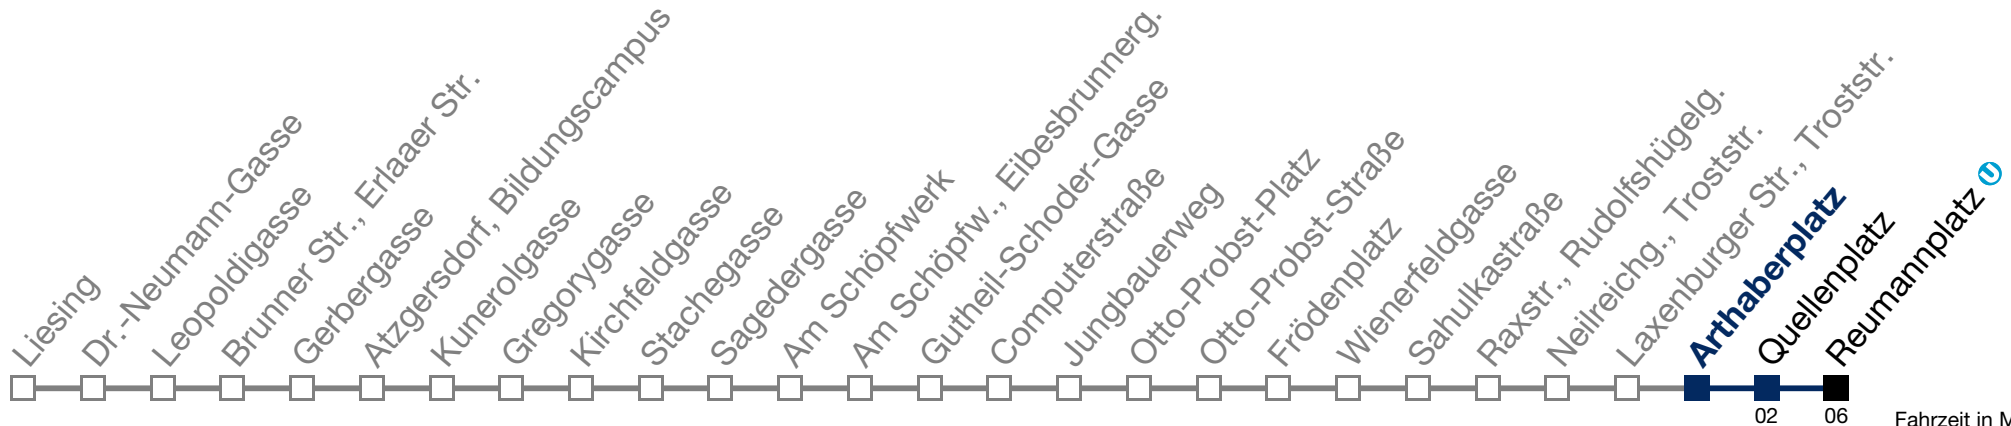 Liesing
Dr.-Neumann-Gasse
Leopoldigasse
Brunner Str., Erlaaer Str.
Gerbergasse
Atzgersdorf, Bildungscampus
Kunerolgasse
Gregorygasse
Kirchfeldgasse
Stachegasse
Sagedergasse
Am Schöpfwerk
Am Schöpfw., Eibesbrunnerg.
Gutheil-Schoder-Gasse
Computerstraße
Jungbauerweg
Otto-Probst-Platz
Otto-Probst-Straße
Frödenplatz
Wienerfeldgasse
Sahulkastraße
Raxstr., Rudolfshügelg.
Neilreichg., Troststr.
Laxenburger Str., Troststr.
Arthaberplatz
Quellenplatz
Reumannplatz U
02
06
Fahrzeit in M